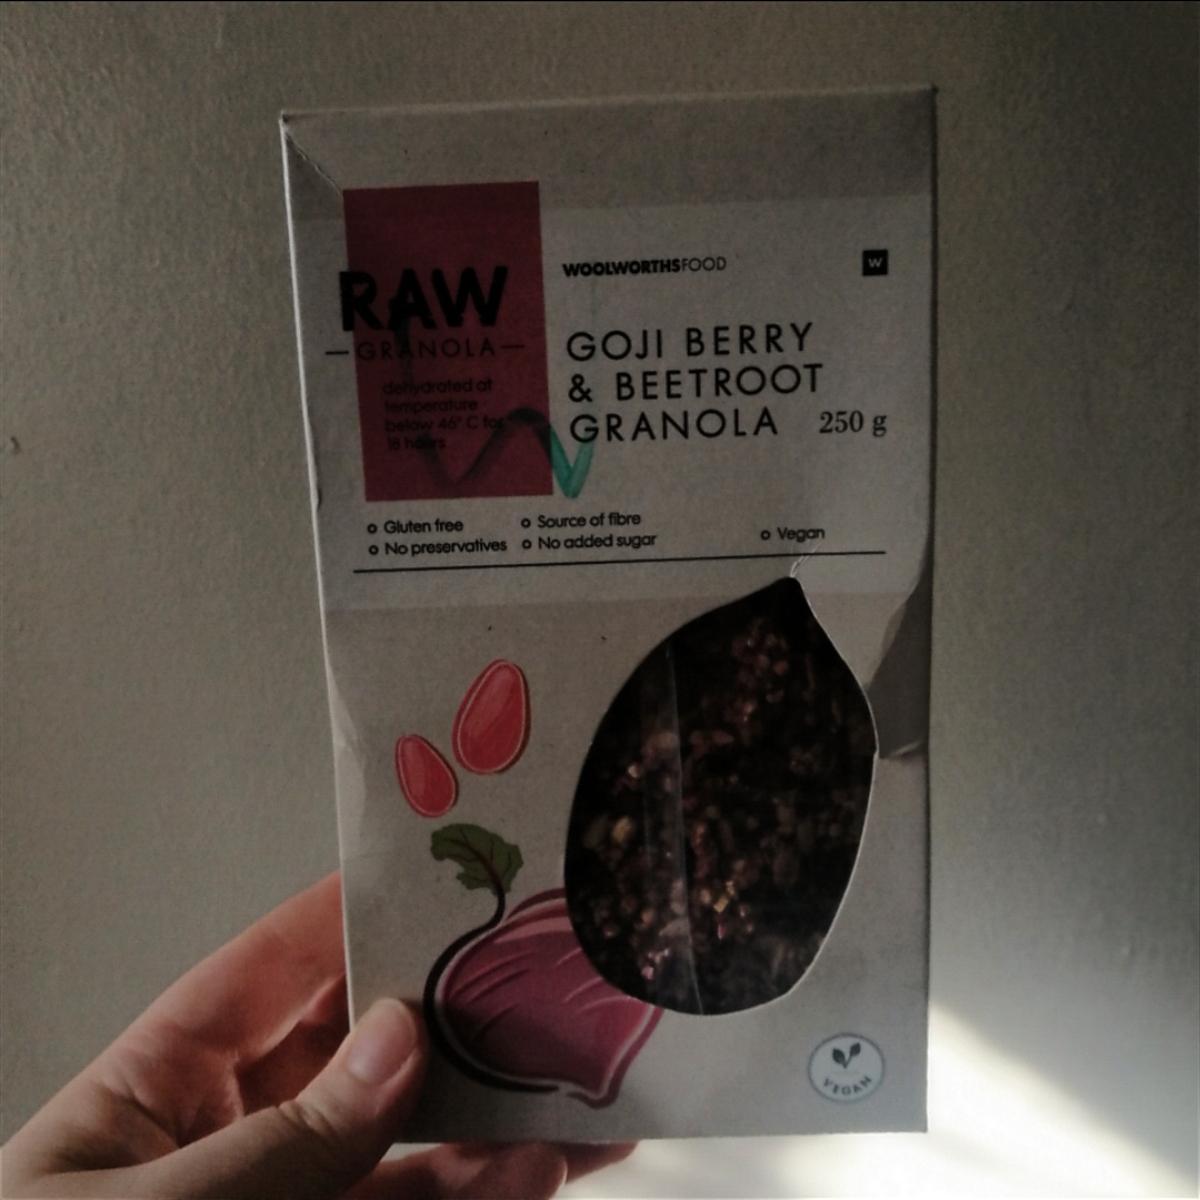 RAW
GRANOLA
dehydrated at
temperature
below 46° C for
18 hours
WOOLWORTHSFOOD
W
GOJI BERRY
& BEETROOT
GRANOLA 250 g
Gluten free
No preservatives
Source of fibre
No added sugar
Vegan
VEGAN